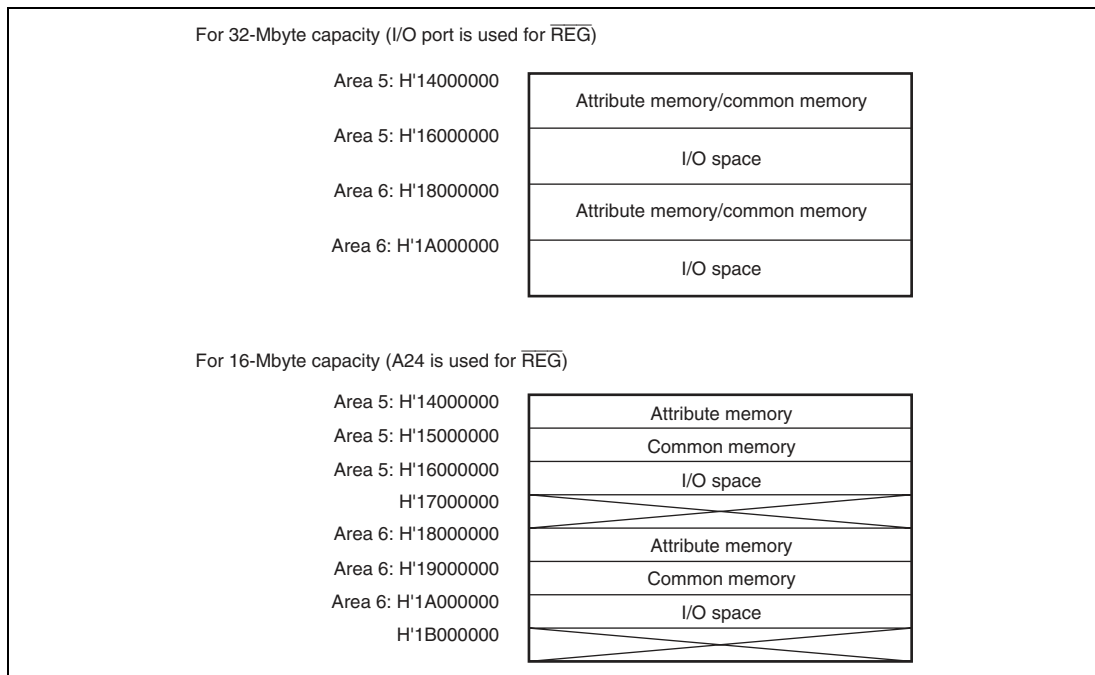 For 32-Mbyte capacity (I/O port is used for R̅E̅G̅)
Area 5: H'14000000
Attribute memory/common memory
Area 5: H'16000000
I/O space
Area 6: H'18000000
Attribute memory/common memory
Area 6: H'1A000000
I/O space
For 16-Mbyte capacity (A24 is used for R̅E̅G̅)
Area 5: H'14000000
Attribute memory
Area 5: H'15000000
Common memory
Area 5: H'16000000
I/O space
H'17000000
Area 6: H'18000000
Attribute memory
Area 6: H'19000000
Common memory
Area 6: H'1A000000
I/O space
H'1B000000